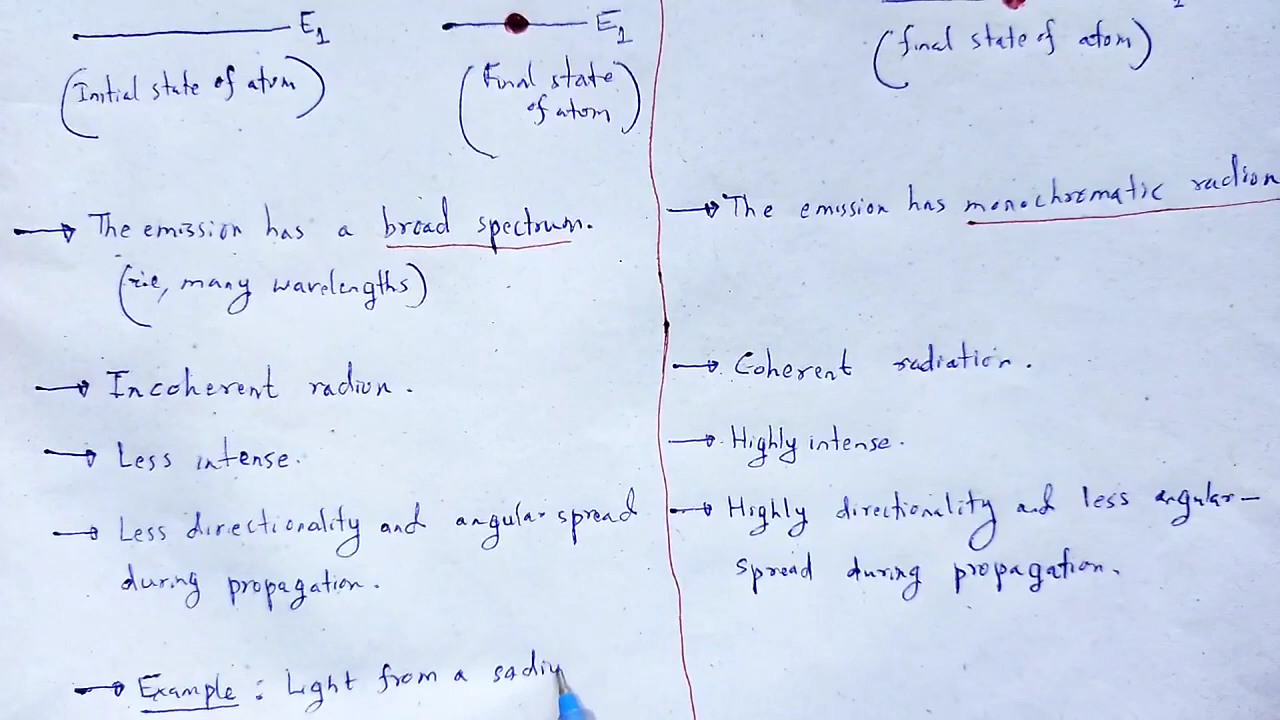 E1
(Initial state of atom)
E1
(Final state
of atom)
→ The emission has a broad spectrum.
(i.e, many wavelengths)
→ Incoherent radion.
→ Less intense.
→ Less directionality and angular spread
during propagation.
→ Example : Light from a sodiu
1
(final state of atom)
→ The emission has monochromatic radion
→ Coherent radiation.
→ Highly intense.
→ Highly directionality and less angular-
spread during propagation.